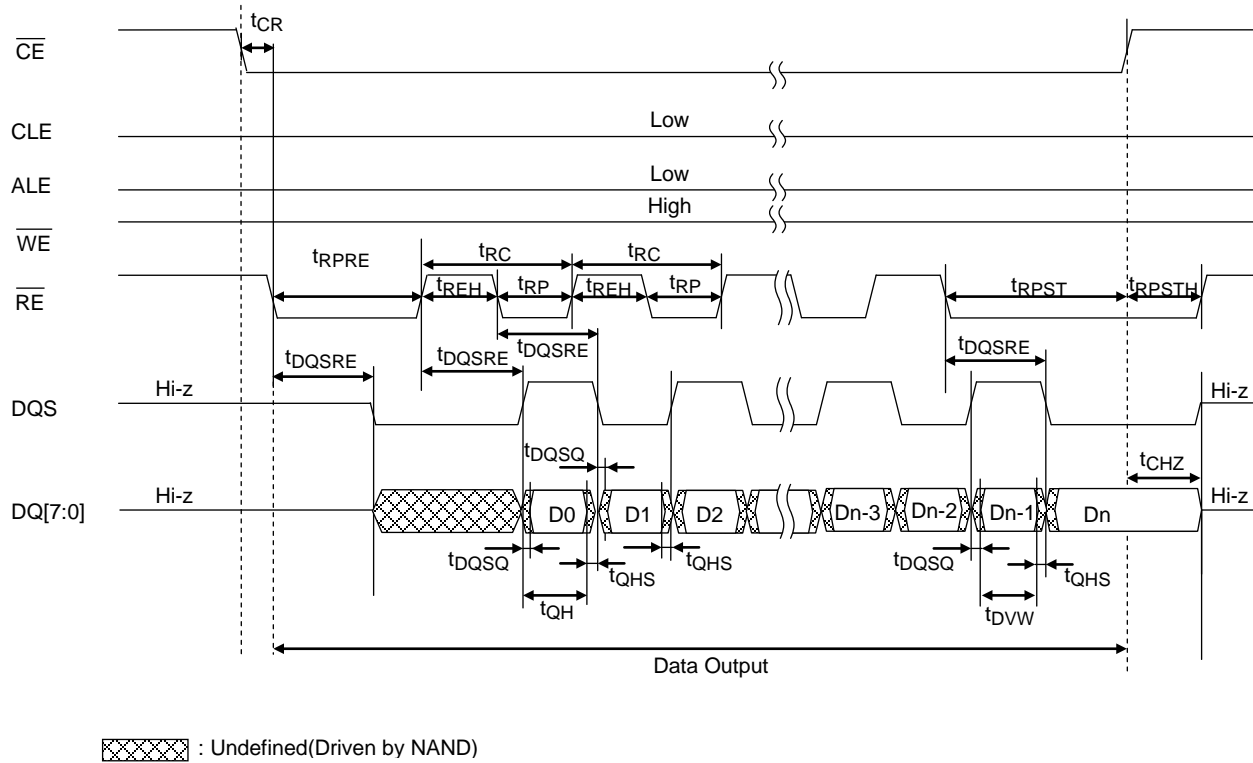 tCR
CE
CLE
Low
ALE
Low
High
WE
tRPRE
tRC
tRC
RE
tREH
tRP
tREH
tRP
tRPST
tRPSTH
tDQSRE
tDQSRE
tDQSRE
tDQSRE
DQS
Hi-z
Hi-z
tDQSQ
tCHZ
DQ[7:0]
Hi-z
D0
D1
D2
Dn-3
Dn-2
Dn-1
Dn
Hi-z
tDQSQ
tQHS
tQHS
tDQSQ
tQHS
tQH
tDVW
Data Output
: Undefined(Driven by NAND)